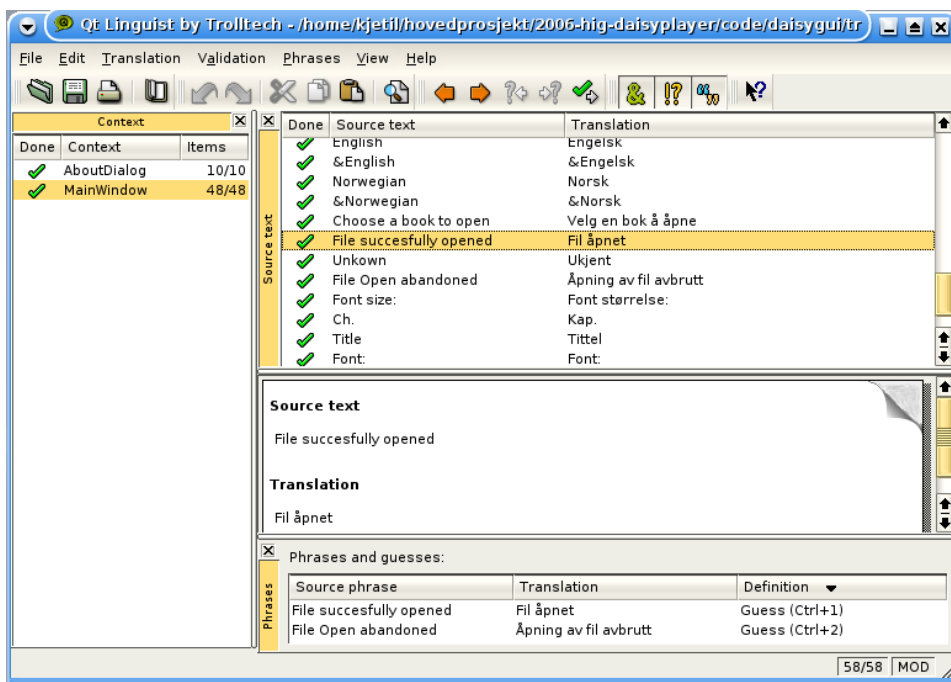 Qt Linguist by Trolltech - /home/kjetil/hovedprosjekt/2006-hig-daisyplayer/code/daisygui/tr
File Edit Translation Validation Phrases View Help
Context
Done Context Items
AboutDialog 10/10
MainWindow 48/48
Source text
Done Source text Translation
English Engelsk
&English &Engelsk
Norwegian Norsk
&Norwegian &Norsk
Choose a book to open Velg en bok å åpne
File succesfully opened Fil åpnet
Unkown Ukjent
File Open abandoned Åpning av fil avbrutt
Font size: Font størrelse:
Ch. Kap.
Title Tittel
Font: Font:
Source text
File succesfully opened
Translation
Fil åpnet
Phrases
Phrases and guesses:
Source phrase Translation Definition
File succesfully opened Fil åpnet Guess (Ctrl+1)
File Open abandoned Åpning av fil avbrutt Guess (Ctrl+2)
58/58 MOD